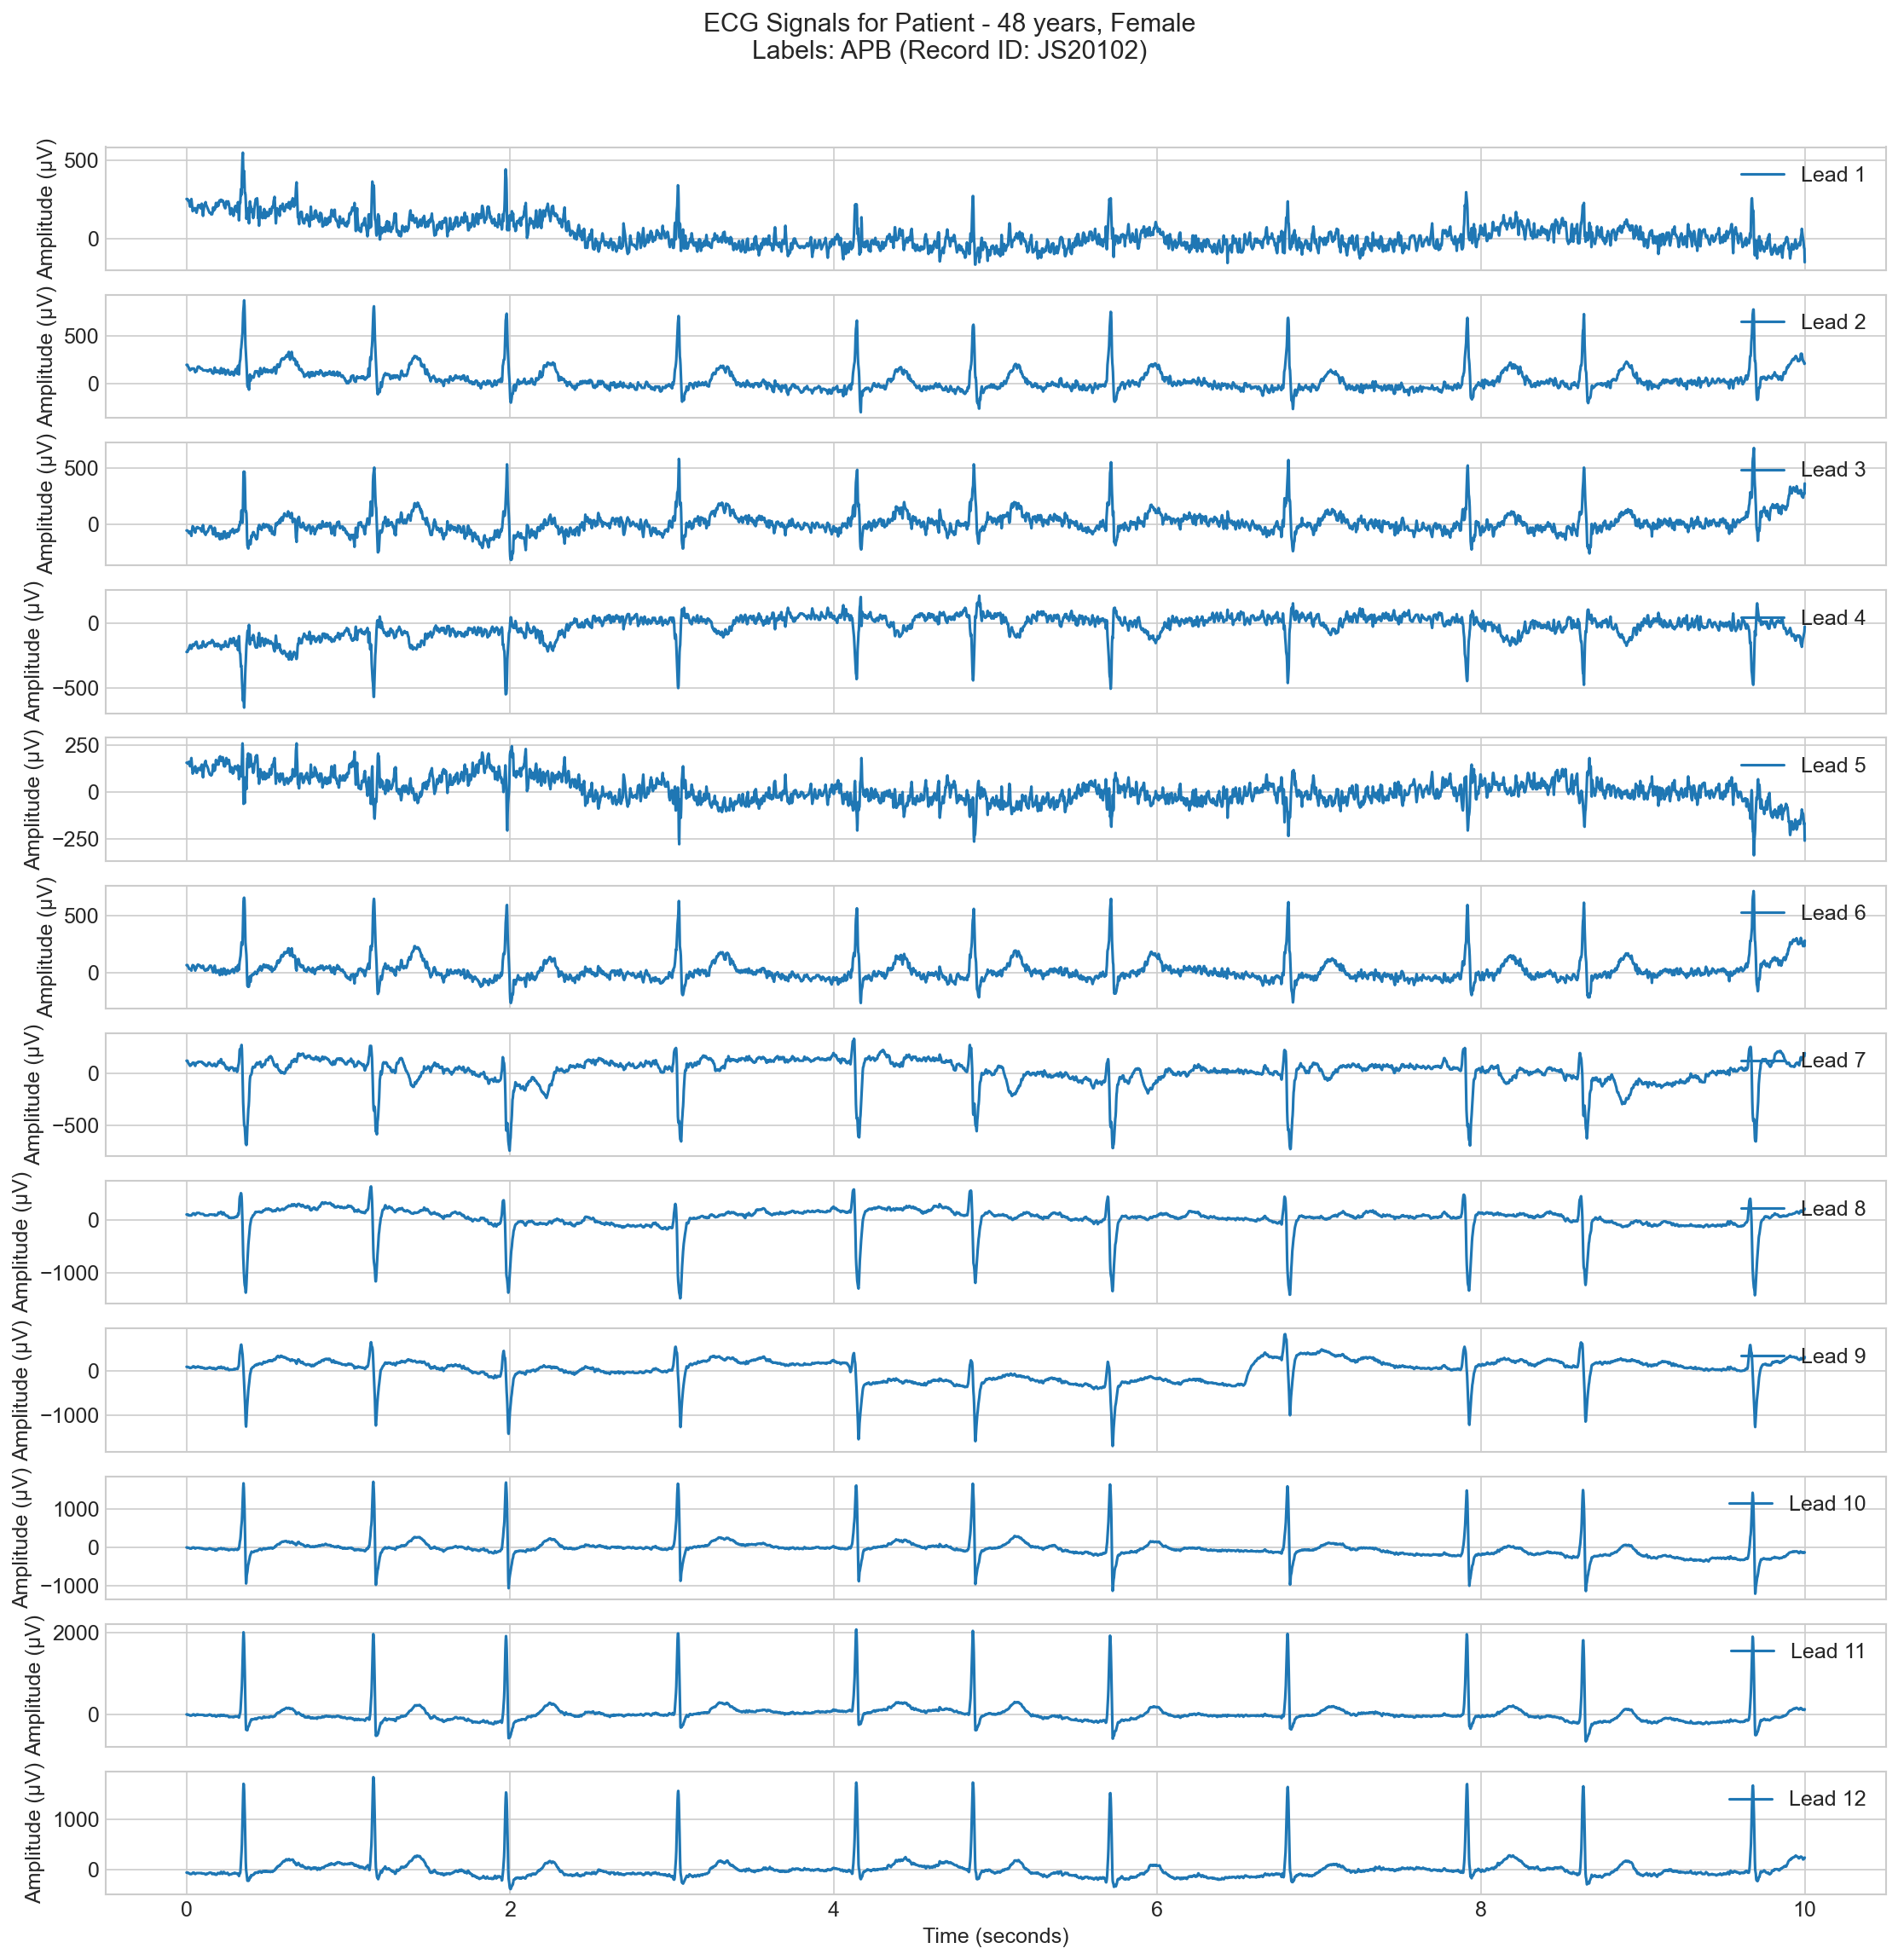 ECG Signals for Patient - 48 years, Female
Labels: APB (Record ID: JS20102)
Amplitude (µV)
500
0
Lead 1
Amplitude (µV)
500
0
Lead 2
Amplitude (µV)
500
0
Lead 3
Amplitude (µV)
0
−500
Lead 4
Amplitude (µV)
250
0
−250
Lead 5
Amplitude (µV)
500
0
Lead 6
Amplitude (µV)
0
−500
Lead 7
Amplitude (µV)
0
−1000
Lead 8
Amplitude (µV)
0
−1000
Lead 9
Amplitude (µV)
1000
0
−1000
Lead 10
Amplitude (µV)
2000
0
Lead 11
Amplitude (µV)
1000
0
Lead 12
0 2 4 6 8 10
Time (seconds)